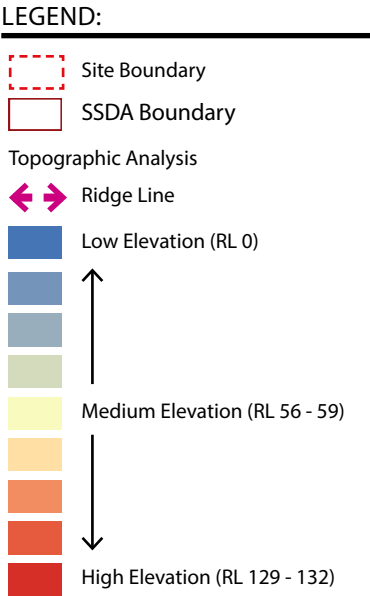 LEGEND:
Site Boundary
SSDA Boundary
Topographic Analysis
Ridge Line
Low Elevation (RL 0)
Medium Elevation (RL 56 - 59)
High Elevation (RL 129 - 132)